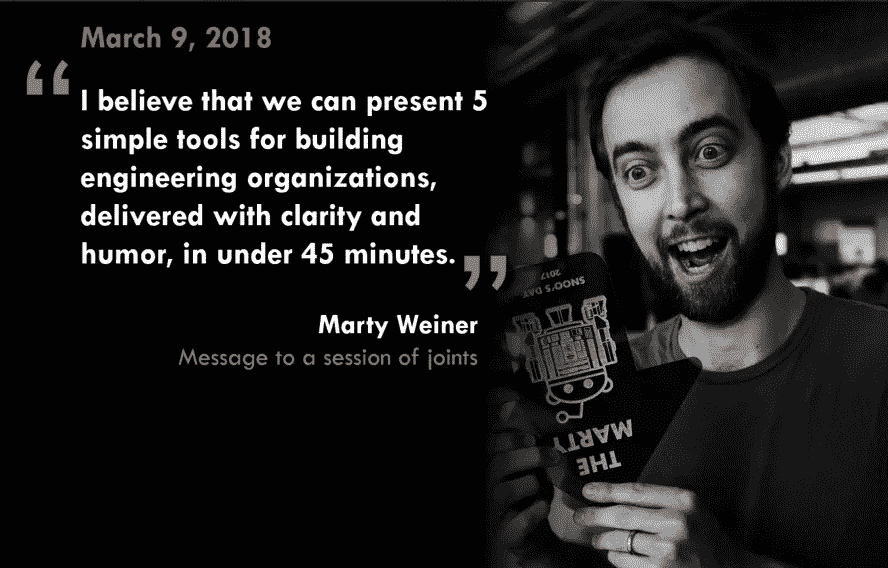 March 9, 2018
“
I believe that we can present 5
simple tools for building
engineering organizations,
delivered with clarity and
humor, in under 45 minutes.
”
Marty Weiner
Message to a session of joints
THE
MARTY
SNOO'S DAY
2017